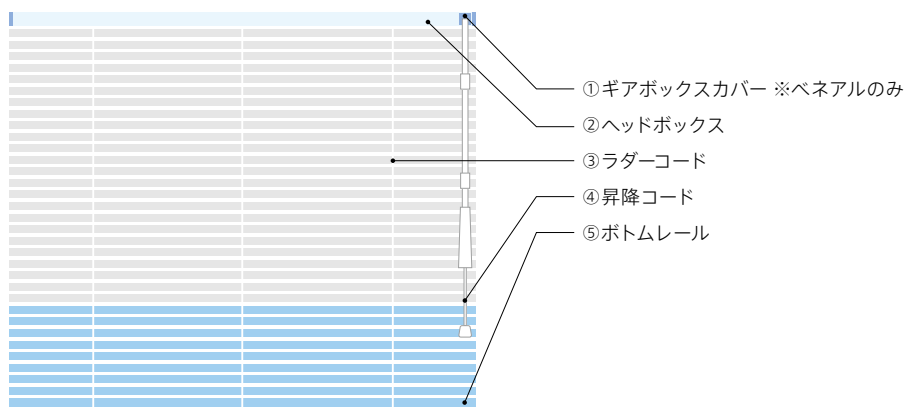 ①ギアボックスカバー ※ベネアルのみ
②ヘッドボックス
③ラダーコード
④昇降コード
⑤ボトムレール